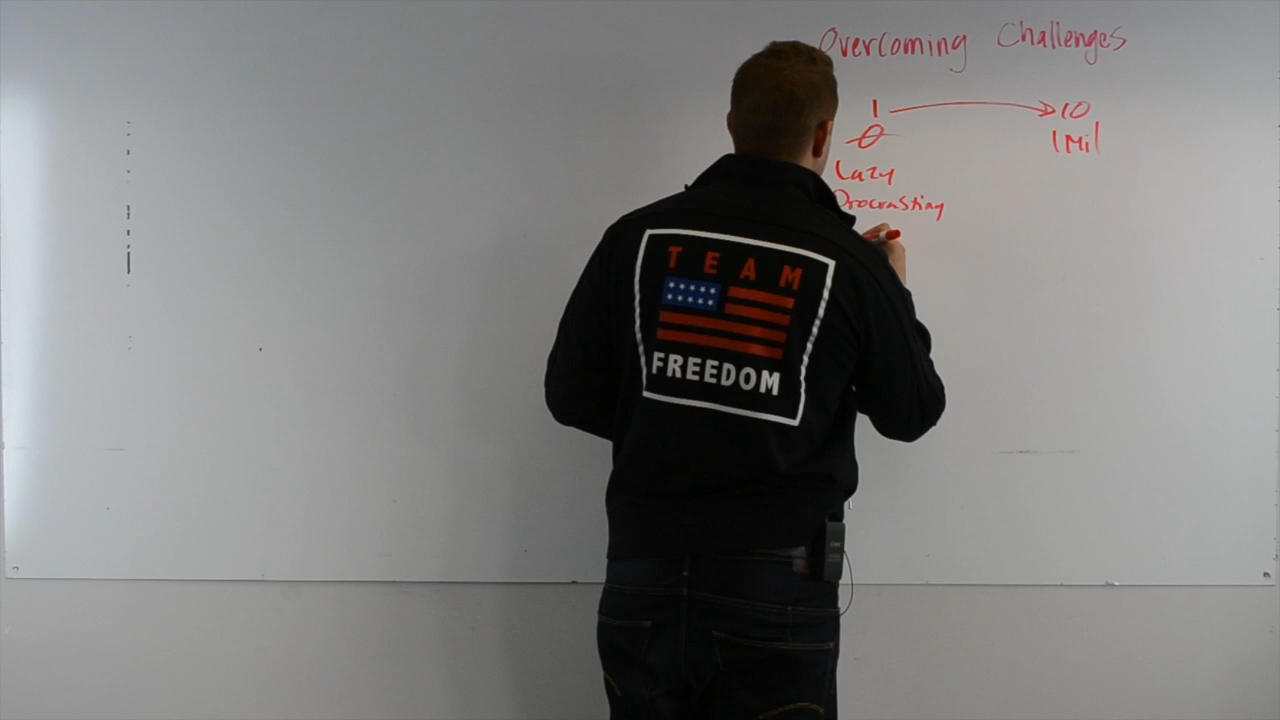 Overcoming Challenges
1 10
0 1 Mil
Lazy
Procrasting
TEAM
FREEDOM